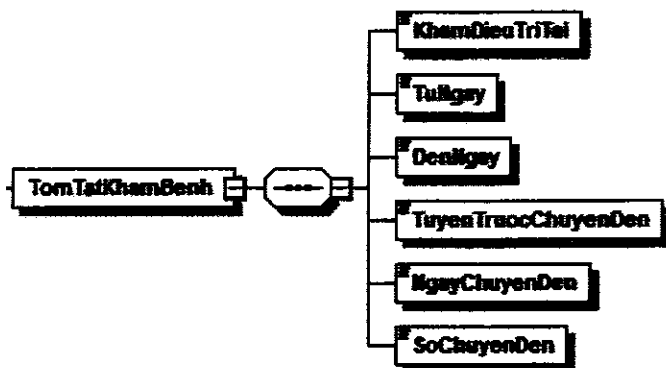 KhamDieuTriTai
TuNgay
DenNgay
TomTatKhamBenh
TuyenTruocChuyenDen
NgayChuyenDen
SoChuyenDen